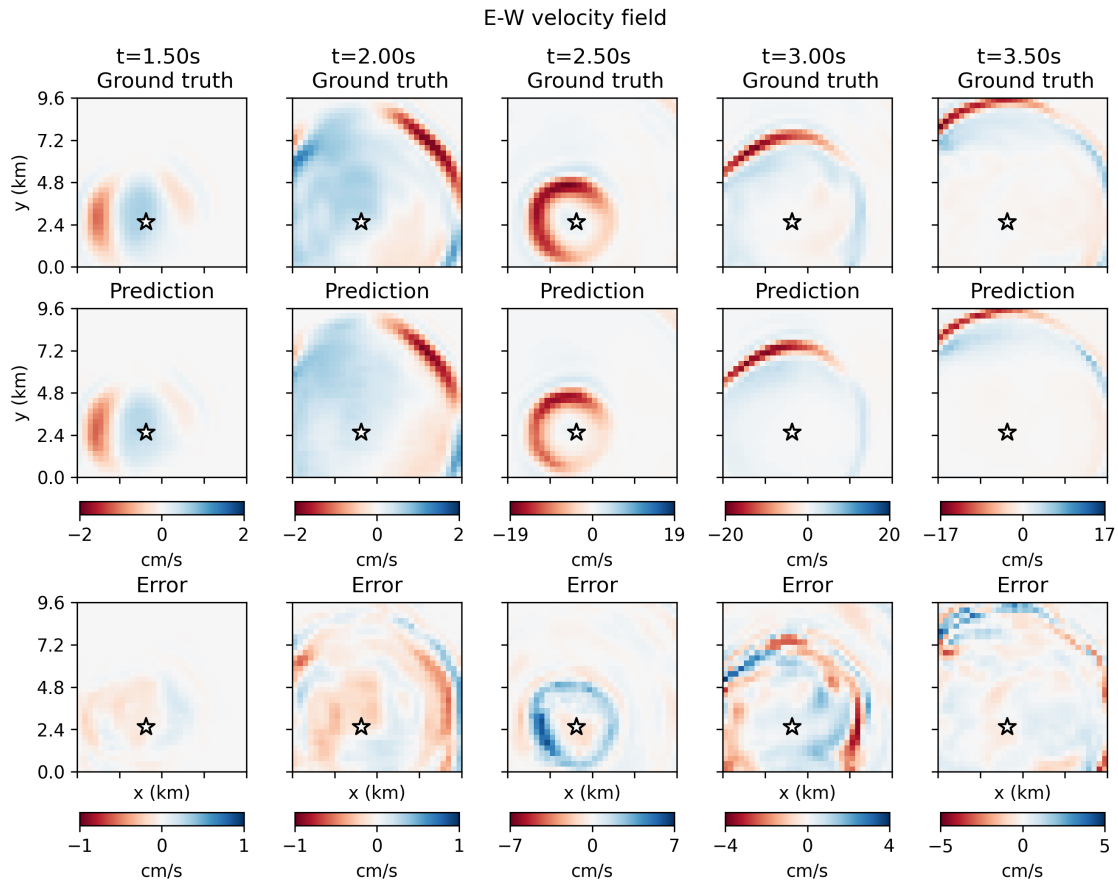 E-W velocity field
t=1.50s t=2.00s t=2.50s t=3.00s t=3.50s
Ground truth Ground truth Ground truth Ground truth Ground truth
9.6
7.2
4.8
2.4
0.0
y (km)
Prediction Prediction Prediction Prediction Prediction
9.6
7.2
4.8
2.4
0.0
y (km)
−2 0 2 −2 0 2 −19 0 19 −20 0 20 −17 0 17
cm/s cm/s cm/s cm/s cm/s
Error Error Error Error Error
9.6
7.2
4.8
2.4
0.0
x (km) x (km) x (km) x (km) x (km)
−1 0 1 −1 0 1 −7 0 7 −4 0 4 −5 0 5
cm/s cm/s cm/s cm/s cm/s